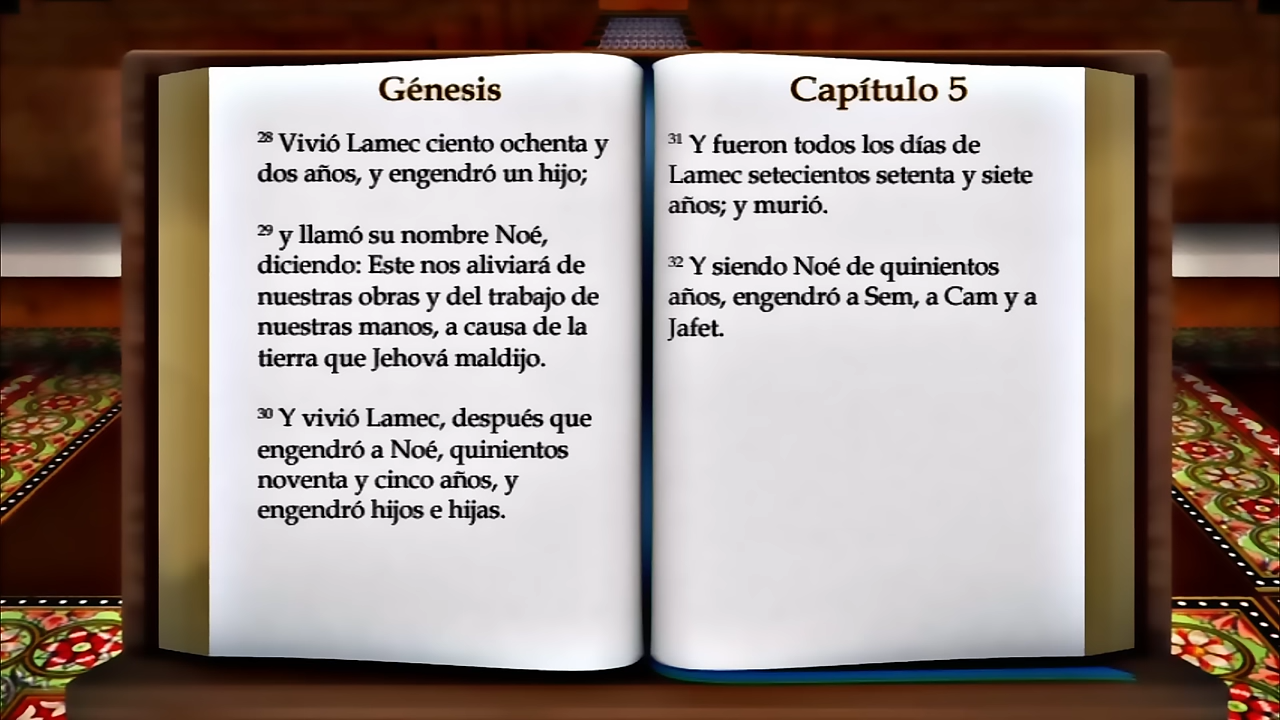 Génesis
28 Vivió Lamec ciento ochenta y
dos años, y engendró un hijo;
29 y llamó su nombre Noé,
diciendo: Este nos aliviará de
nuestras obras y del trabajo de
nuestras manos, a causa de la
tierra que Jehová maldijo.
30 Y vivió Lamec, después que
engendró a Noé, quinientos
noventa y cinco años, y
engendró hijos e hijas.
Capítulo 5
31 Y fueron todos los días de
Lamec setecientos setenta y siete
años; y murió.
32 Y siendo Noé de quinientos
años, engendró a Sem, a Cam y a
Jafet.